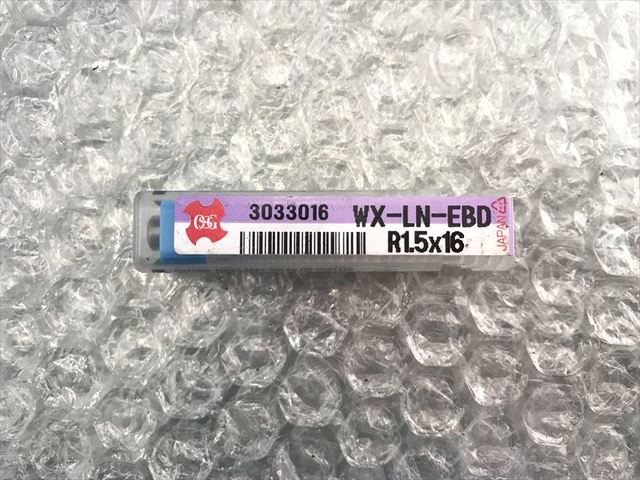 OSG
3033016
WX-LN-EBD
R1.5x16
JAPAN